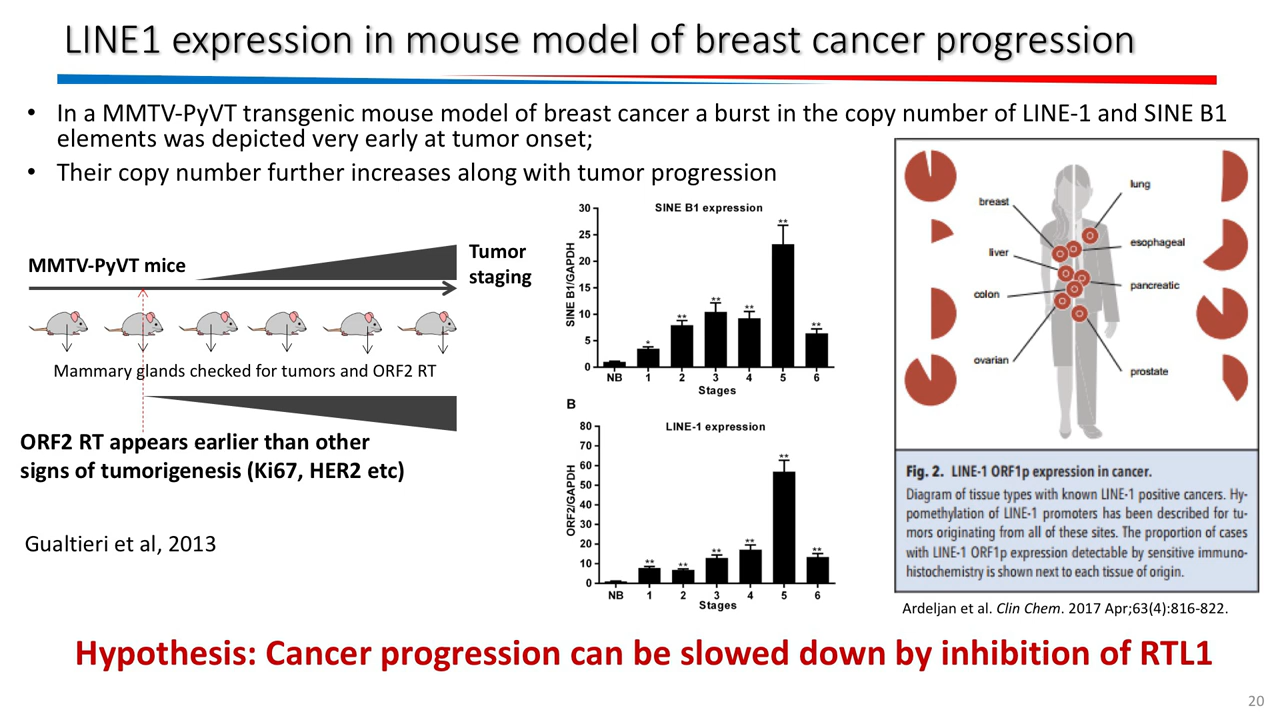 LINE1 expression in mouse model of breast cancer progression
• In a MMTV-PyVT transgenic mouse model of breast cancer a burst in the copy number of LINE-1 and SINE B1
elements was depicted very early at tumor onset;
• Their copy number further increases along with tumor progression
MMTV-PyVT mice
Tumor
staging
Mammary glands checked for tumors and ORF2 RT
ORF2 RT appears earlier than other
signs of tumorigenesis (Ki67, HER2 etc)
Gualtieri et al, 2013
SINE B1 expression
SINE B1/GAPDH
30
25
20
15
10
5
0
* ** ** ** ** **
NB 1 2 3 4 5 6
Stages
B
LINE-1 expression
ORF2/GAPDH
80
70
60
50
40
30
20
10
0
** ** ** ** ** **
NB 1 2 3 4 5 6
Stages
breast
liver
colon
ovarian
lung
esophageal
pancreatic
prostate
Fig. 2. LINE-1 ORF1p expression in cancer.
Diagram of tissue types with known LINE-1 positive cancers. Hy-
pomethylation of LINE-1 promoters has been described for tu-
mors originating from all of these sites. The proportion of cases
with LINE-1 ORF1p expression detectable by sensitive immuno-
histochemistry is shown next to each tissue of origin.
Ardeljan et al. Clin Chem. 2017 Apr;63(4):816-822.
Hypothesis: Cancer progression can be slowed down by inhibition of RTL1
20